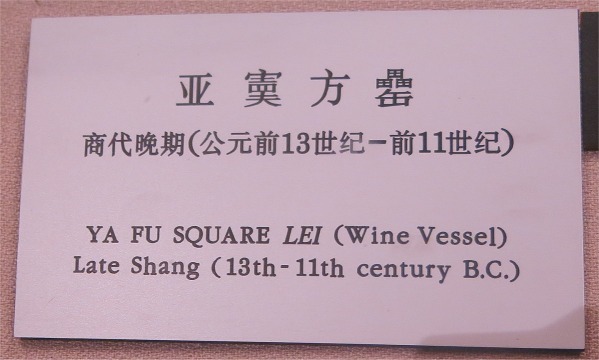 亚 方罍
商代晚期(公元前13世纪-前11世纪)
YA FU SQUARE LEI (Wine Vessel)
Late Shang (13th-11th century B.C.)